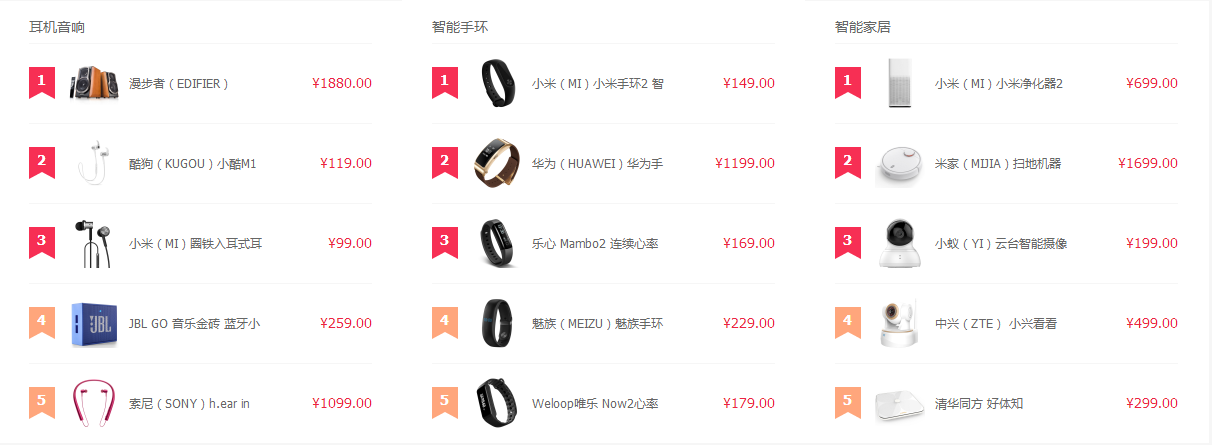 耳机音响
1
漫步者（EDIFIER）
¥1880.00
2
酷狗（KUGOU）小酷M1
¥119.00
3
小米（MI）圈铁入耳式耳
¥99.00
4
JBL
JBL GO 音乐金砖 蓝牙小
¥259.00
5
索尼（SONY）h.ear in
¥1099.00
智能手环
1
小米（MI）小米手环2 智
¥149.00
2
华为（HUAWEI）华为手
¥1199.00
3
乐心 Mambo2 连续心率
¥169.00
4
魅族（MEIZU）魅族手环
¥229.00
5
Weloop唯乐 Now2心率
¥179.00
智能家居
1
小米（MI）小米净化器2
¥699.00
2
米家（MIJIA）扫地机器
¥1699.00
3
小蚁（YI）云台智能摄像
¥199.00
4
中兴（ZTE） 小兴看看
¥499.00
5
清华同方 好体知
¥299.00